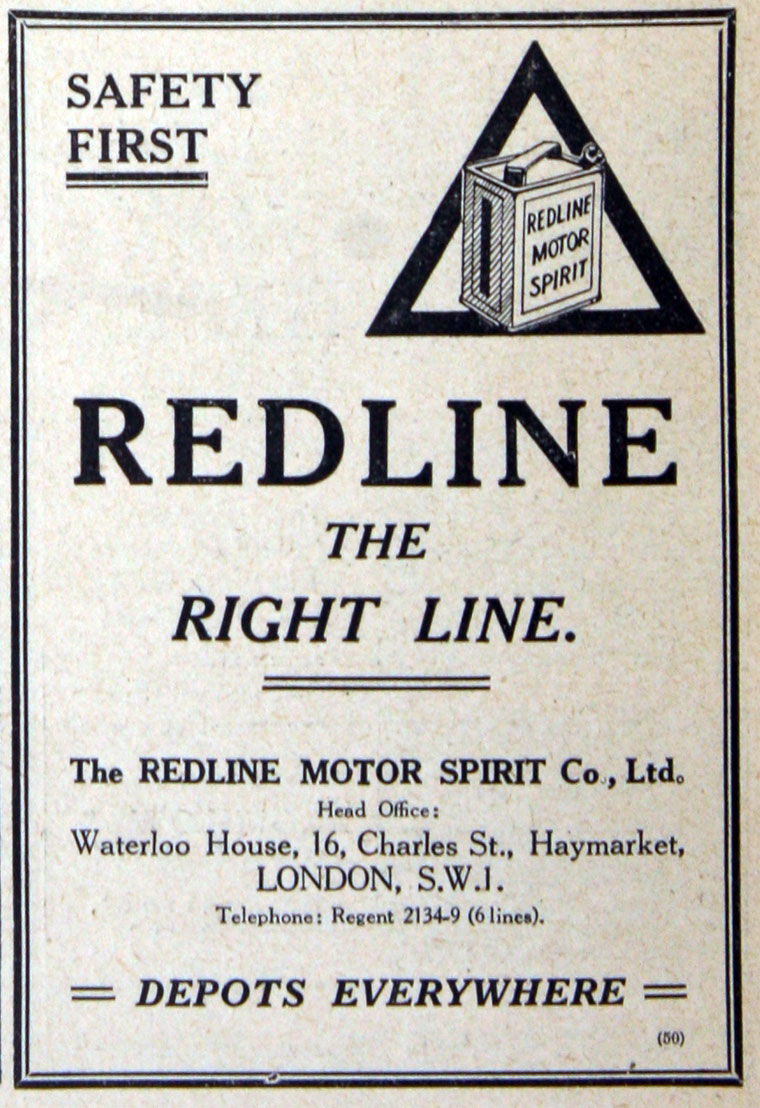 SAFETY
FIRST
REDLINE
MOTOR
SPIRIT
REDLINE
THE
RIGHT LINE.
The REDLINE MOTOR SPIRIT Co., Ltd.
Head Office:
Waterloo House, 16, Charles St., Haymarket,
LONDON, S.W.1.
Telephone: Regent 2134-9 (6 lines).
= DEPOTS EVERYWHERE =
(50)